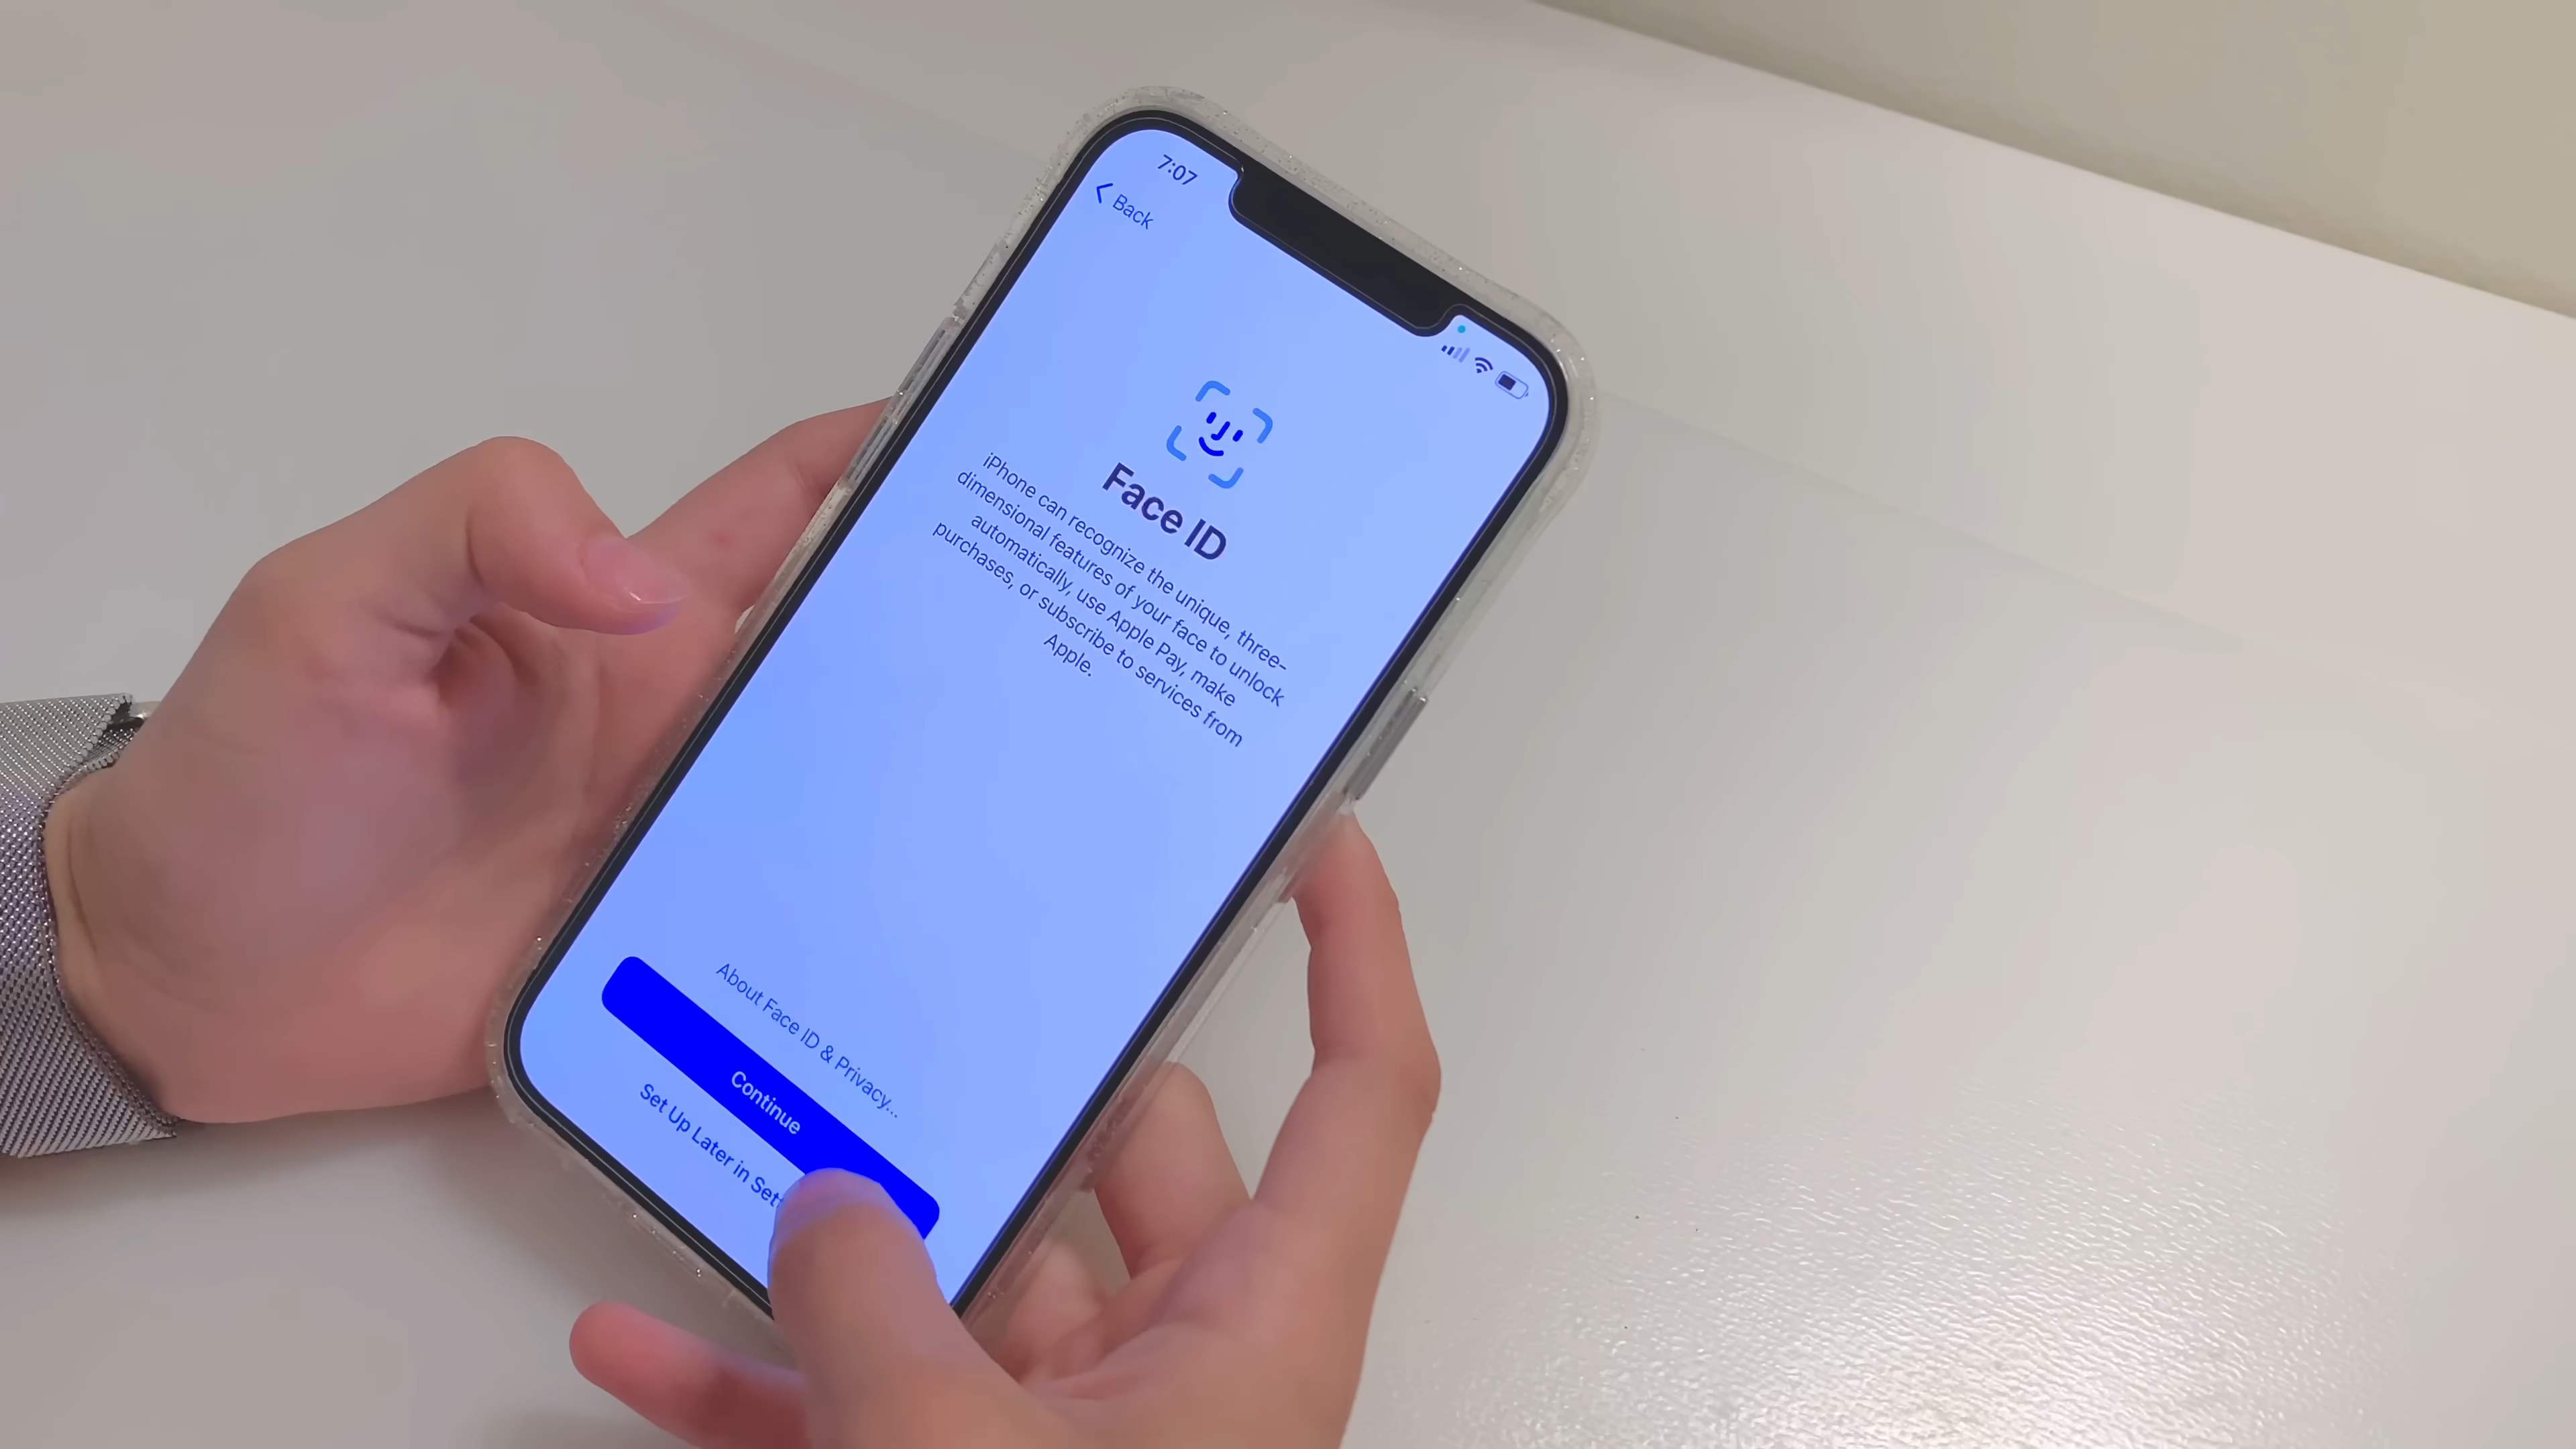 7:07
Back
Face ID
iPhone can recognize the unique, three-
dimensional features of your face to unlock
automatically, use Apple Pay, make
purchases, or subscribe to services from
Apple.
About Face ID & Privacy...
Continue
Set Up Later in